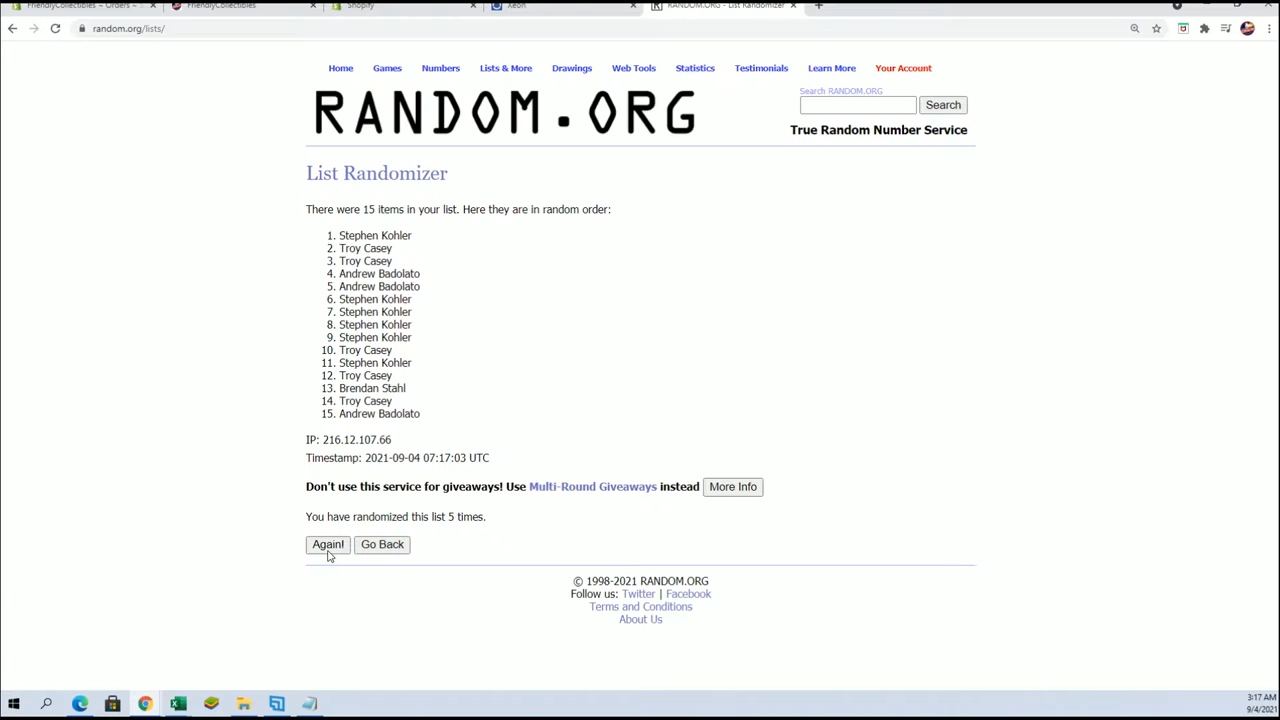 FriendlyCollectibles ~ Orders ~ S
FriendlyCollectibles
Shopify
Xeon
RANDOM.ORG - List Randomizer
random.org/lists/
Home Games Numbers Lists & More Drawings Web Tools Statistics Testimonials Learn More Your Account
RANDOM.ORG
Search RANDOM.ORG
Search
True Random Number Service
List Randomizer
There were 15 items in your list. Here they are in random order:
1. Stephen Kohler
2. Troy Casey
3. Troy Casey
4. Andrew Badolato
5. Andrew Badolato
6. Stephen Kohler
7. Stephen Kohler
8. Stephen Kohler
9. Stephen Kohler
10. Troy Casey
11. Stephen Kohler
12. Troy Casey
13. Brendan Stahl
14. Troy Casey
15. Andrew Badolato
IP: 216.12.107.66
Timestamp: 2021-09-04 07:17:03 UTC
Don't use this service for giveaways! Use Multi-Round Giveaways instead More Info
You have randomized this list 5 times.
Again! Go Back
© 1998-2021 RANDOM.ORG
Follow us: Twitter | Facebook
Terms and Conditions
About Us
3:17 AM
9/4/2021